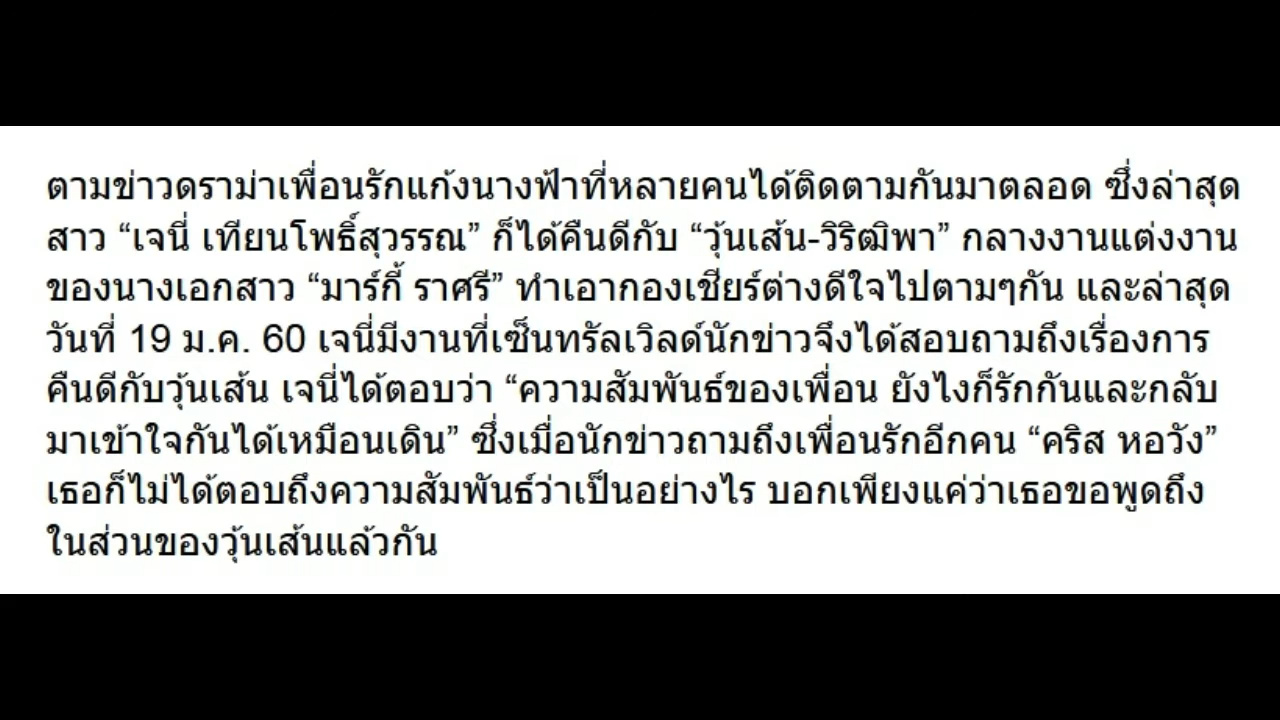 ตามข่าวดราม่าเพื่อนรักแก้งนางฟ้าที่หลายคนได้ติดตามกันมาตลอด ซึ่งล่าสุด
สาว “เจนี่ เทียนโพธิ์สุวรรณ” ก็ได้คืนดีกับ “วุ้นเส้น-วิริฒิพา” กลางงานแต่งงาน
ของนางเอกสาว “มาร์กี้ ราศรี” ทำเอากองเชียร์ต่างดีใจไปตามๆกัน และล่าสุด
วันที่ 19 ม.ค. 60 เจนี่มีงานที่เซ็นทรัลเวิลด์นักข่าวจึงได้สอบถามถึงเรื่องการ
คืนดีกับวุ้นเส้น เจนี่ได้ตอบว่า “ความสัมพันธ์ของเพื่อน ยังไงก็รักกันและกลับ
มาเข้าใจกันได้เหมือนเดิน” ซึ่งเมื่อนักข่าวถามถึงเพื่อนรักอีกคน “คริส หอวัง”
เธอก็ไม่ได้ตอบถึงความสัมพันธ์ว่าเป็นอย่างไร บอกเพียงแค่ว่าเธอขอพูดถึง
ในส่วนของวุ้นเส้นแล้วกัน